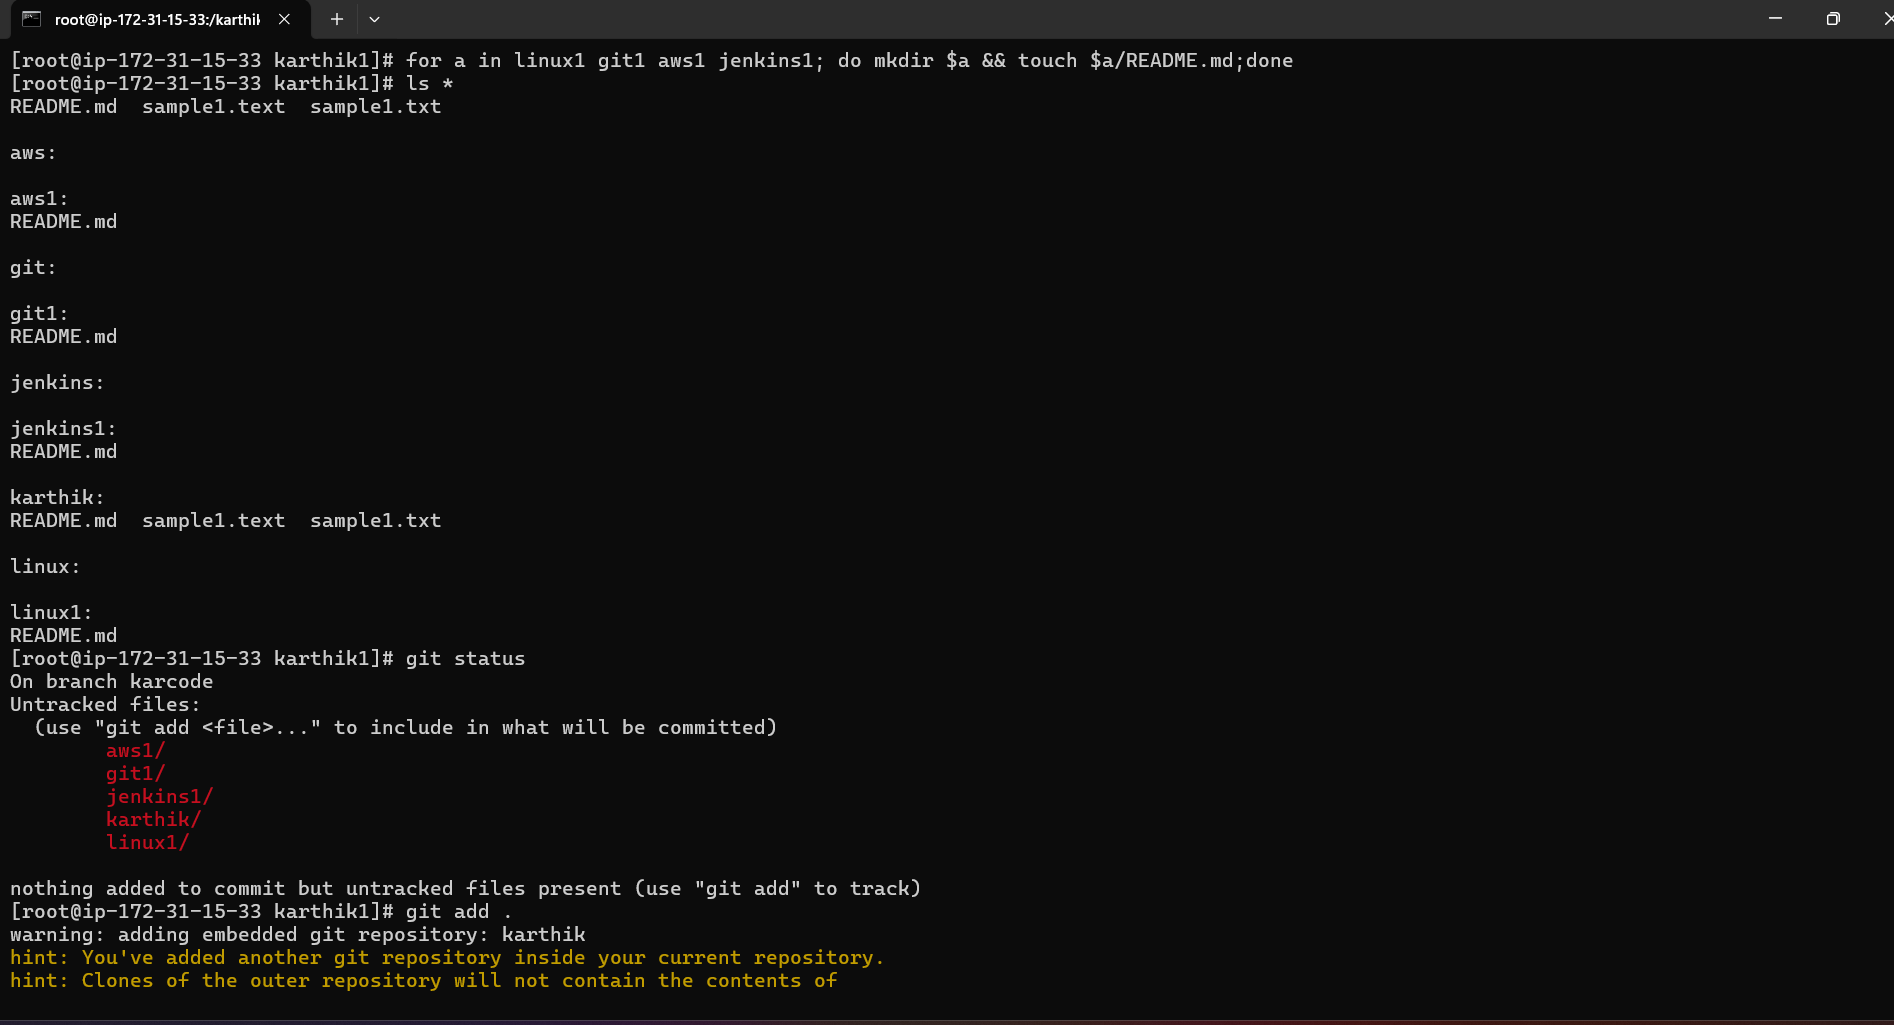 root@ip-172-31-15-33:/karthik
[root@ip-172-31-15-33 karthik1]# for a in linux1 git1 aws1 jenkins1; do mkdir $a && touch $a/README.md;done
[root@ip-172-31-15-33 karthik1]# ls *
README.md  sample1.text  sample1.txt
aws:
aws1:
README.md
git:
git1:
README.md
jenkins:
jenkins1:
README.md
karthik:
README.md  sample1.text  sample1.txt
linux:
linux1:
README.md
[root@ip-172-31-15-33 karthik1]# git status
On branch karcode
Untracked files:
  (use "git add <file>..." to include in what will be committed)
        aws1/
        git1/
        jenkins1/
        karthik/
        linux1/
nothing added to commit but untracked files present (use "git add" to track)
[root@ip-172-31-15-33 karthik1]# git add .
warning: adding embedded git repository: karthik
hint: You've added another git repository inside your current repository.
hint: Clones of the outer repository will not contain the contents of